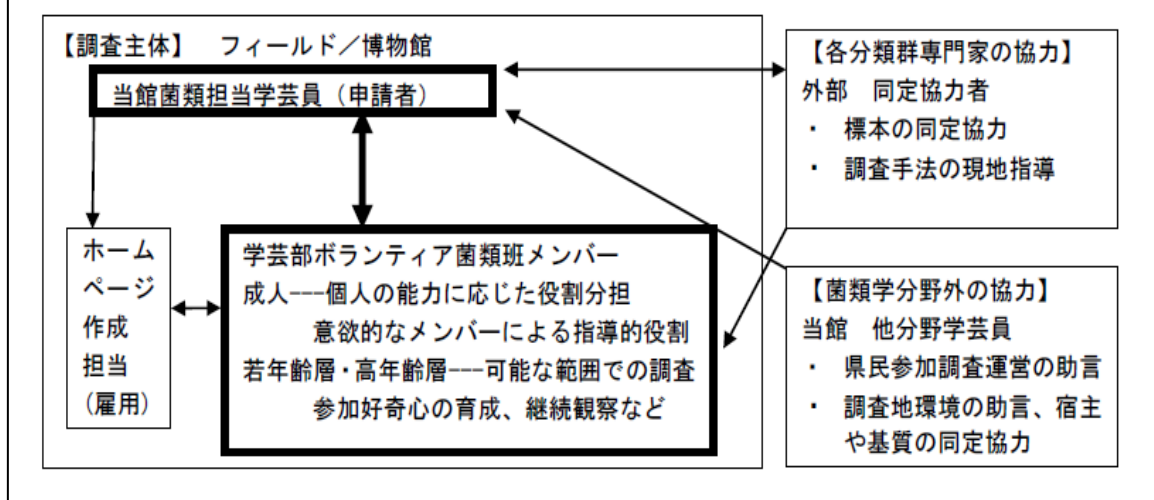 【調査主体】　フィールド／博物館
当館菌類担当学芸員（申請者）
ホーム
ページ
作成
担当
(雇用)
学芸部ボランティア菌類班メンバー
成人---個人の能力に応じた役割分担
意欲的なメンバーによる指導的役割
若年齢層・高年齢層---可能な範囲での調査
参加好奇心の育成、継続観察など
【各分類群専門家の協力】
外部　同定協力者
・　標本の同定協力
・　調査手法の現地指導
【菌類学分野外の協力】
当館　他分野学芸員
・　県民参加調査運営の助言
・　調査地環境の助言、宿主
や基質の同定協力